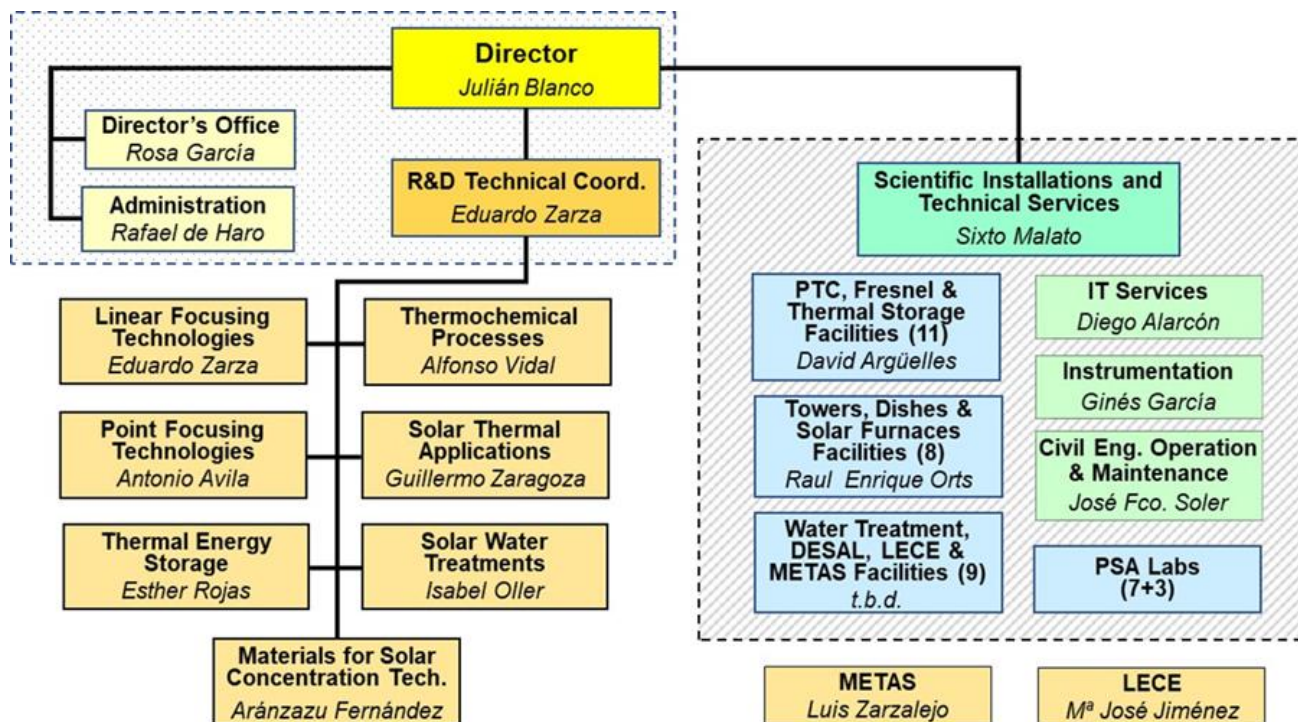 Director
Julián Blanco
Director's Office
Rosa García
Administration
Rafael de Haro
R&D Technical Coord.
Eduardo Zarza
Linear Focusing
Technologies
Eduardo Zarza
Thermochemical
Processes
Alfonso Vidal
Point Focusing
Technologies
Antonio Avila
Solar Thermal
Applications
Guillermo Zaragoza
Thermal Energy
Storage
Esther Rojas
Solar Water
Treatments
Isabel Oller
Materials for Solar
Concentration Tech.
Aránzazu Fernández
Scientific Installations and
Technical Services
Sixto Malato
PTC, Fresnel &
Thermal Storage
Facilities (11)
David Argüelles
IT Services
Diego Alarcón
Instrumentation
Ginés García
Towers, Dishes &
Solar Furnaces
Facilities (8)
Raul Enrique Orts
Civil Eng. Operation
& Maintenance
José Fco. Soler
Water Treatment,
DESAL, LECE &
METAS Facilities (9)
t.b.d.
PSA Labs
(7+3)
METAS
Luis Zarzalejo
LECE
Mª José Jiménez